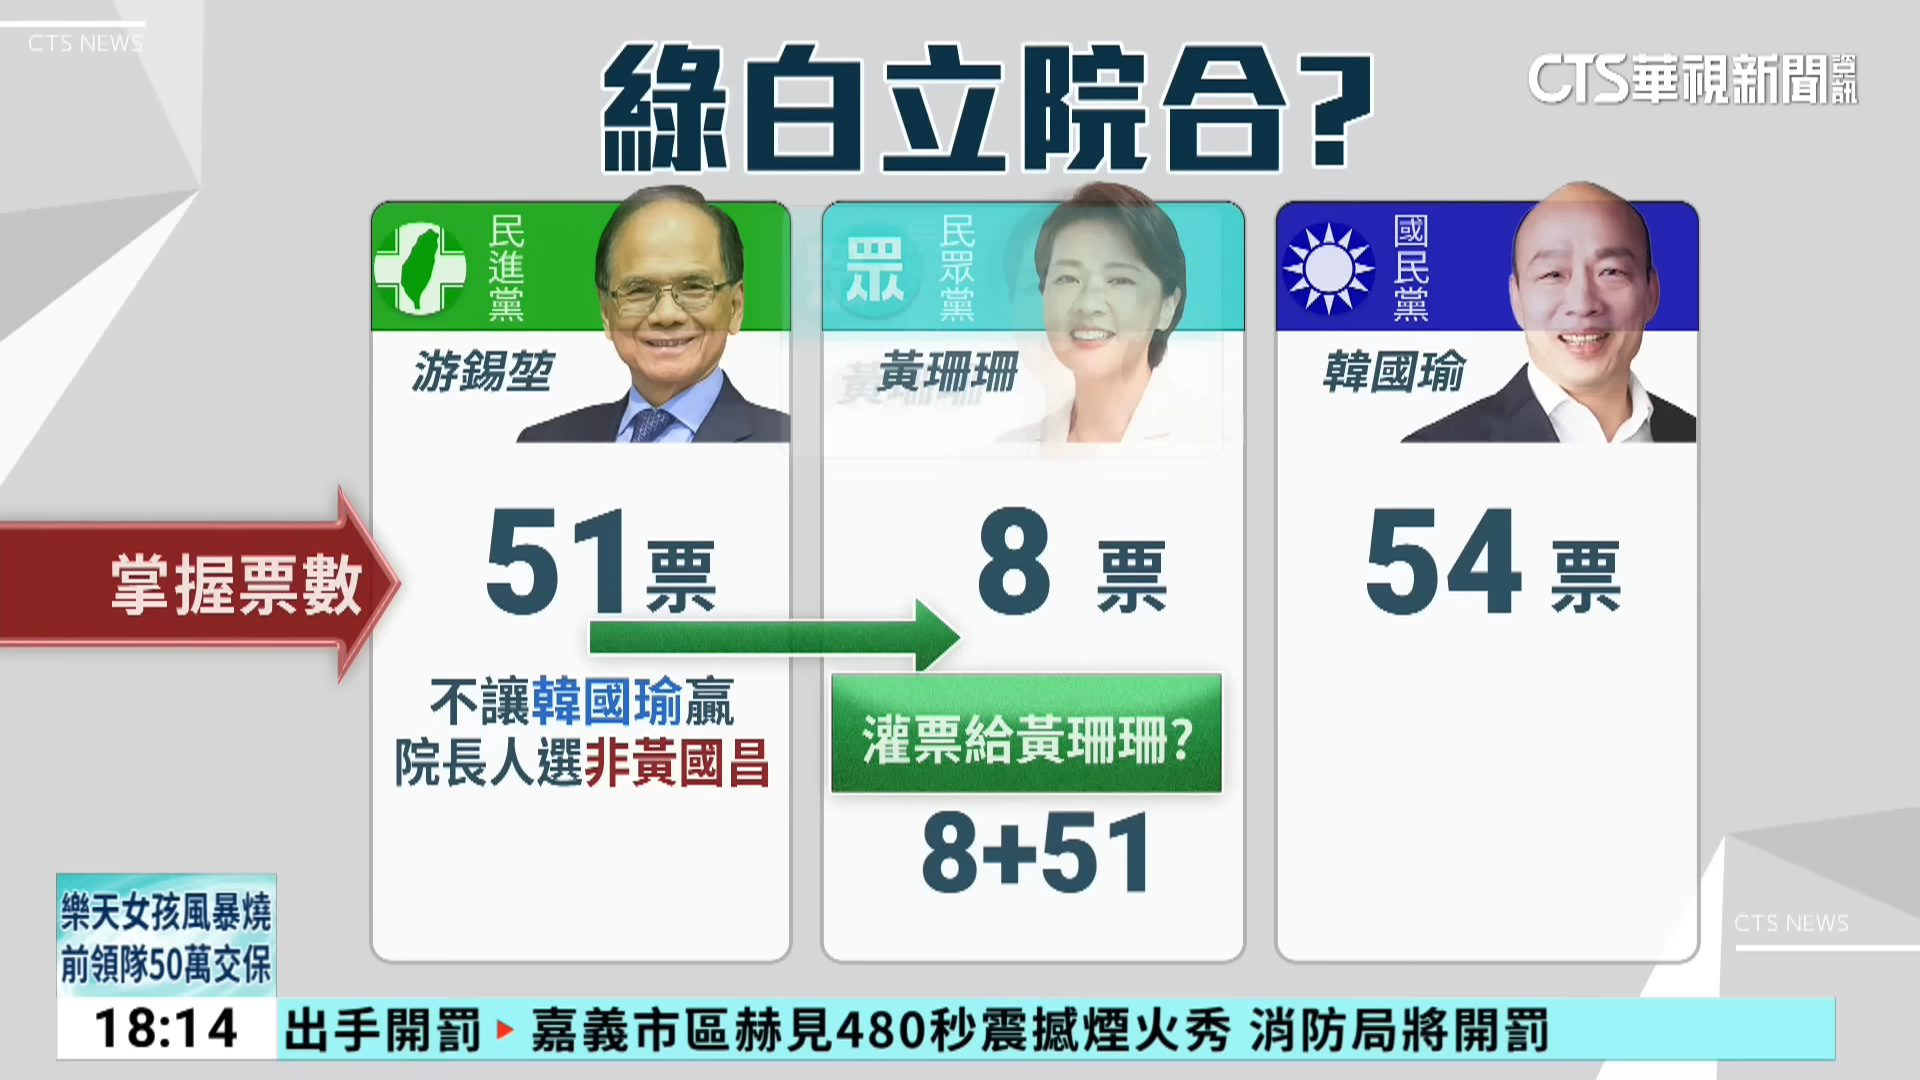 CTS NEWS
綠白立院合?
CTS華視新聞資訊
民進黨
游錫堃
眾
民眾黨
黃珊珊
國民黨
韓國瑜
掌握票數
51票
8 票
54 票
不讓韓國瑜贏
院長人選非黃國昌
灌票給黃珊珊?
8+51
CTS NEWS
樂天女孩風暴燒
前領隊50萬交保
18:14
出手開罰▸嘉義市區赫見480秒震撼煙火秀 消防局將開罰